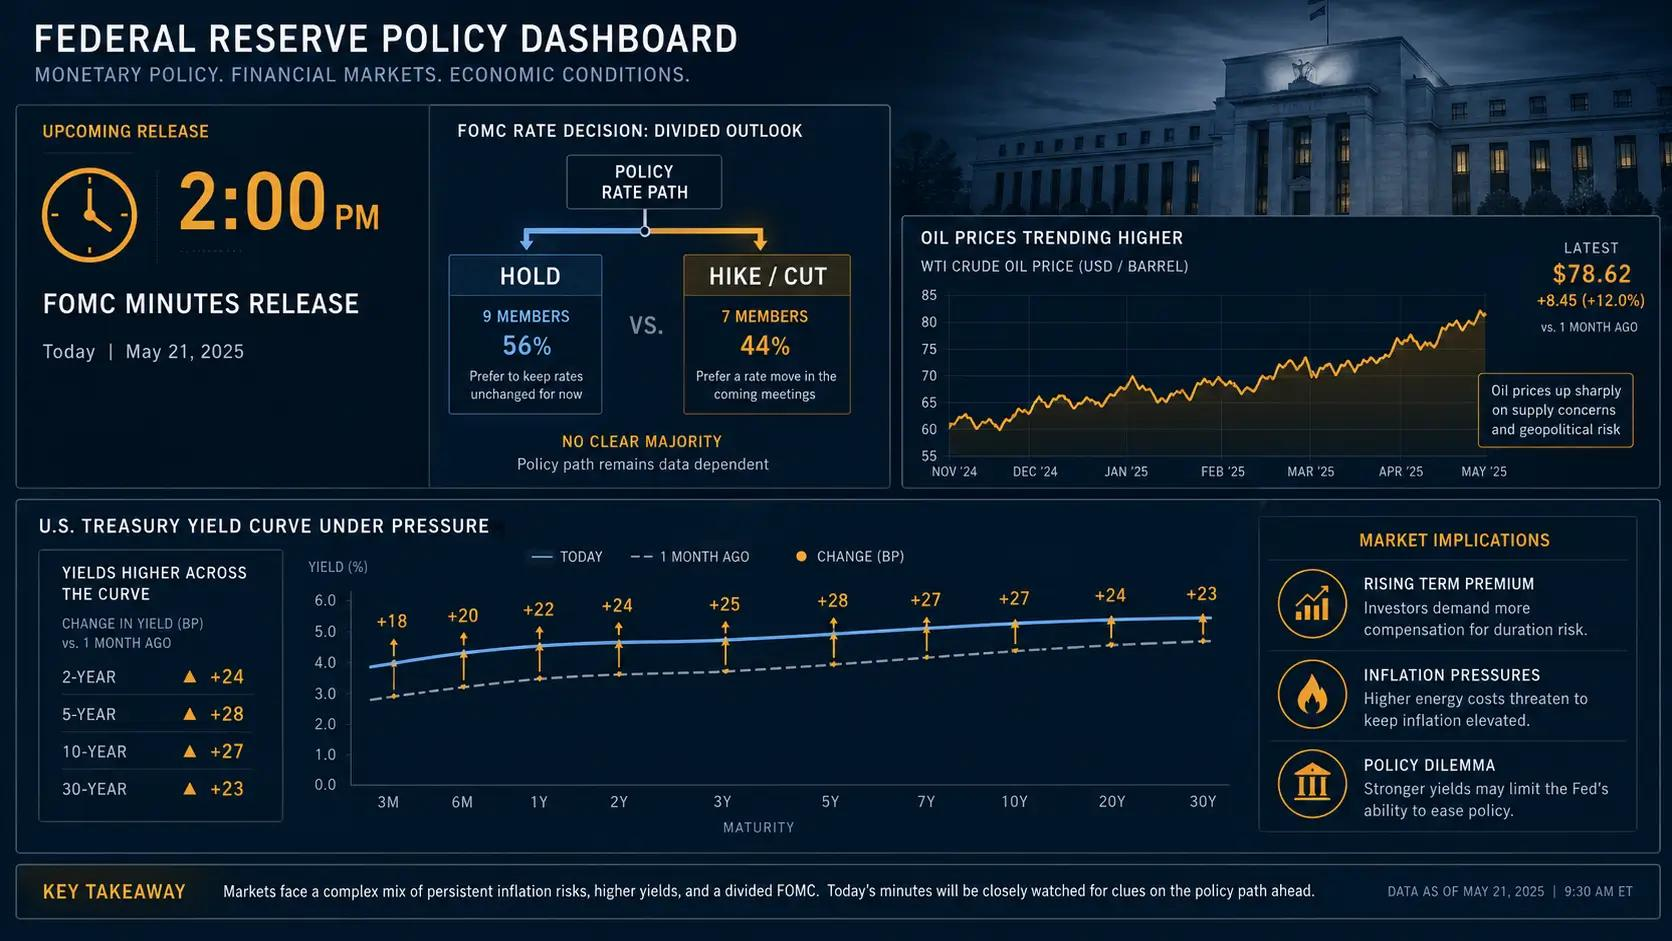 FEDERAL RESERVE POLICY DASHBOARD
MONETARY POLICY. FINANCIAL MARKETS. ECONOMIC CONDITIONS.
UPCOMING RELEASE
2:00 PM
FOMC MINUTES RELEASE
Today | May 21, 2025
FOMC RATE DECISION: DIVIDED OUTLOOK
POLICY
RATE PATH
HOLD
9 MEMBERS
56%
Prefer to keep rates
unchanged for now
VS.
HIKE / CUT
7 MEMBERS
44%
Prefer a rate move in the
coming meetings
NO CLEAR MAJORITY
Policy path remains data dependent
OIL PRICES TRENDING HIGHER
WTI CRUDE OIL PRICE (USD / BARREL)
LATEST
$78.62
+8.45 (+12.0%)
vs. 1 MONTH AGO
85
80
75
70
65
60
55
NOV '24 DEC '24 JAN '25 FEB '25 MAR '25 APR '25 MAY '25
Oil prices up sharply
on supply concerns
and geopolitical risk
U.S. TREASURY YIELD CURVE UNDER PRESSURE
YIELDS HIGHER ACROSS
THE CURVE
CHANGE IN YIELD (BP)
vs. 1 MONTH AGO
2-YEAR ▲ +24
5-YEAR ▲ +28
10-YEAR ▲ +27
30-YEAR ▲ +23
YIELD (%)
TODAY 1 MONTH AGO CHANGE (BP)
6.0
5.0
4.0
3.0
2.0
1.0
0.0
+18 +20 +22 +24 +25 +28 +27 +27 +24 +23
3M 6M 1Y 2Y 3Y 5Y 7Y 10Y 20Y 30Y
MATURITY
MARKET IMPLICATIONS
RISING TERM PREMIUM
Investors demand more
compensation for duration risk.
INFLATION PRESSURES
Higher energy costs threaten to
keep inflation elevated.
POLICY DILEMMA
Stronger yields may limit the Fed's
ability to ease policy.
KEY TAKEAWAY
Markets face a complex mix of persistent inflation risks, higher yields, and a divided FOMC. Today's minutes will be closely watched for clues on the policy path ahead.
DATA AS OF MAY 21, 2025 | 9:30 AM ET